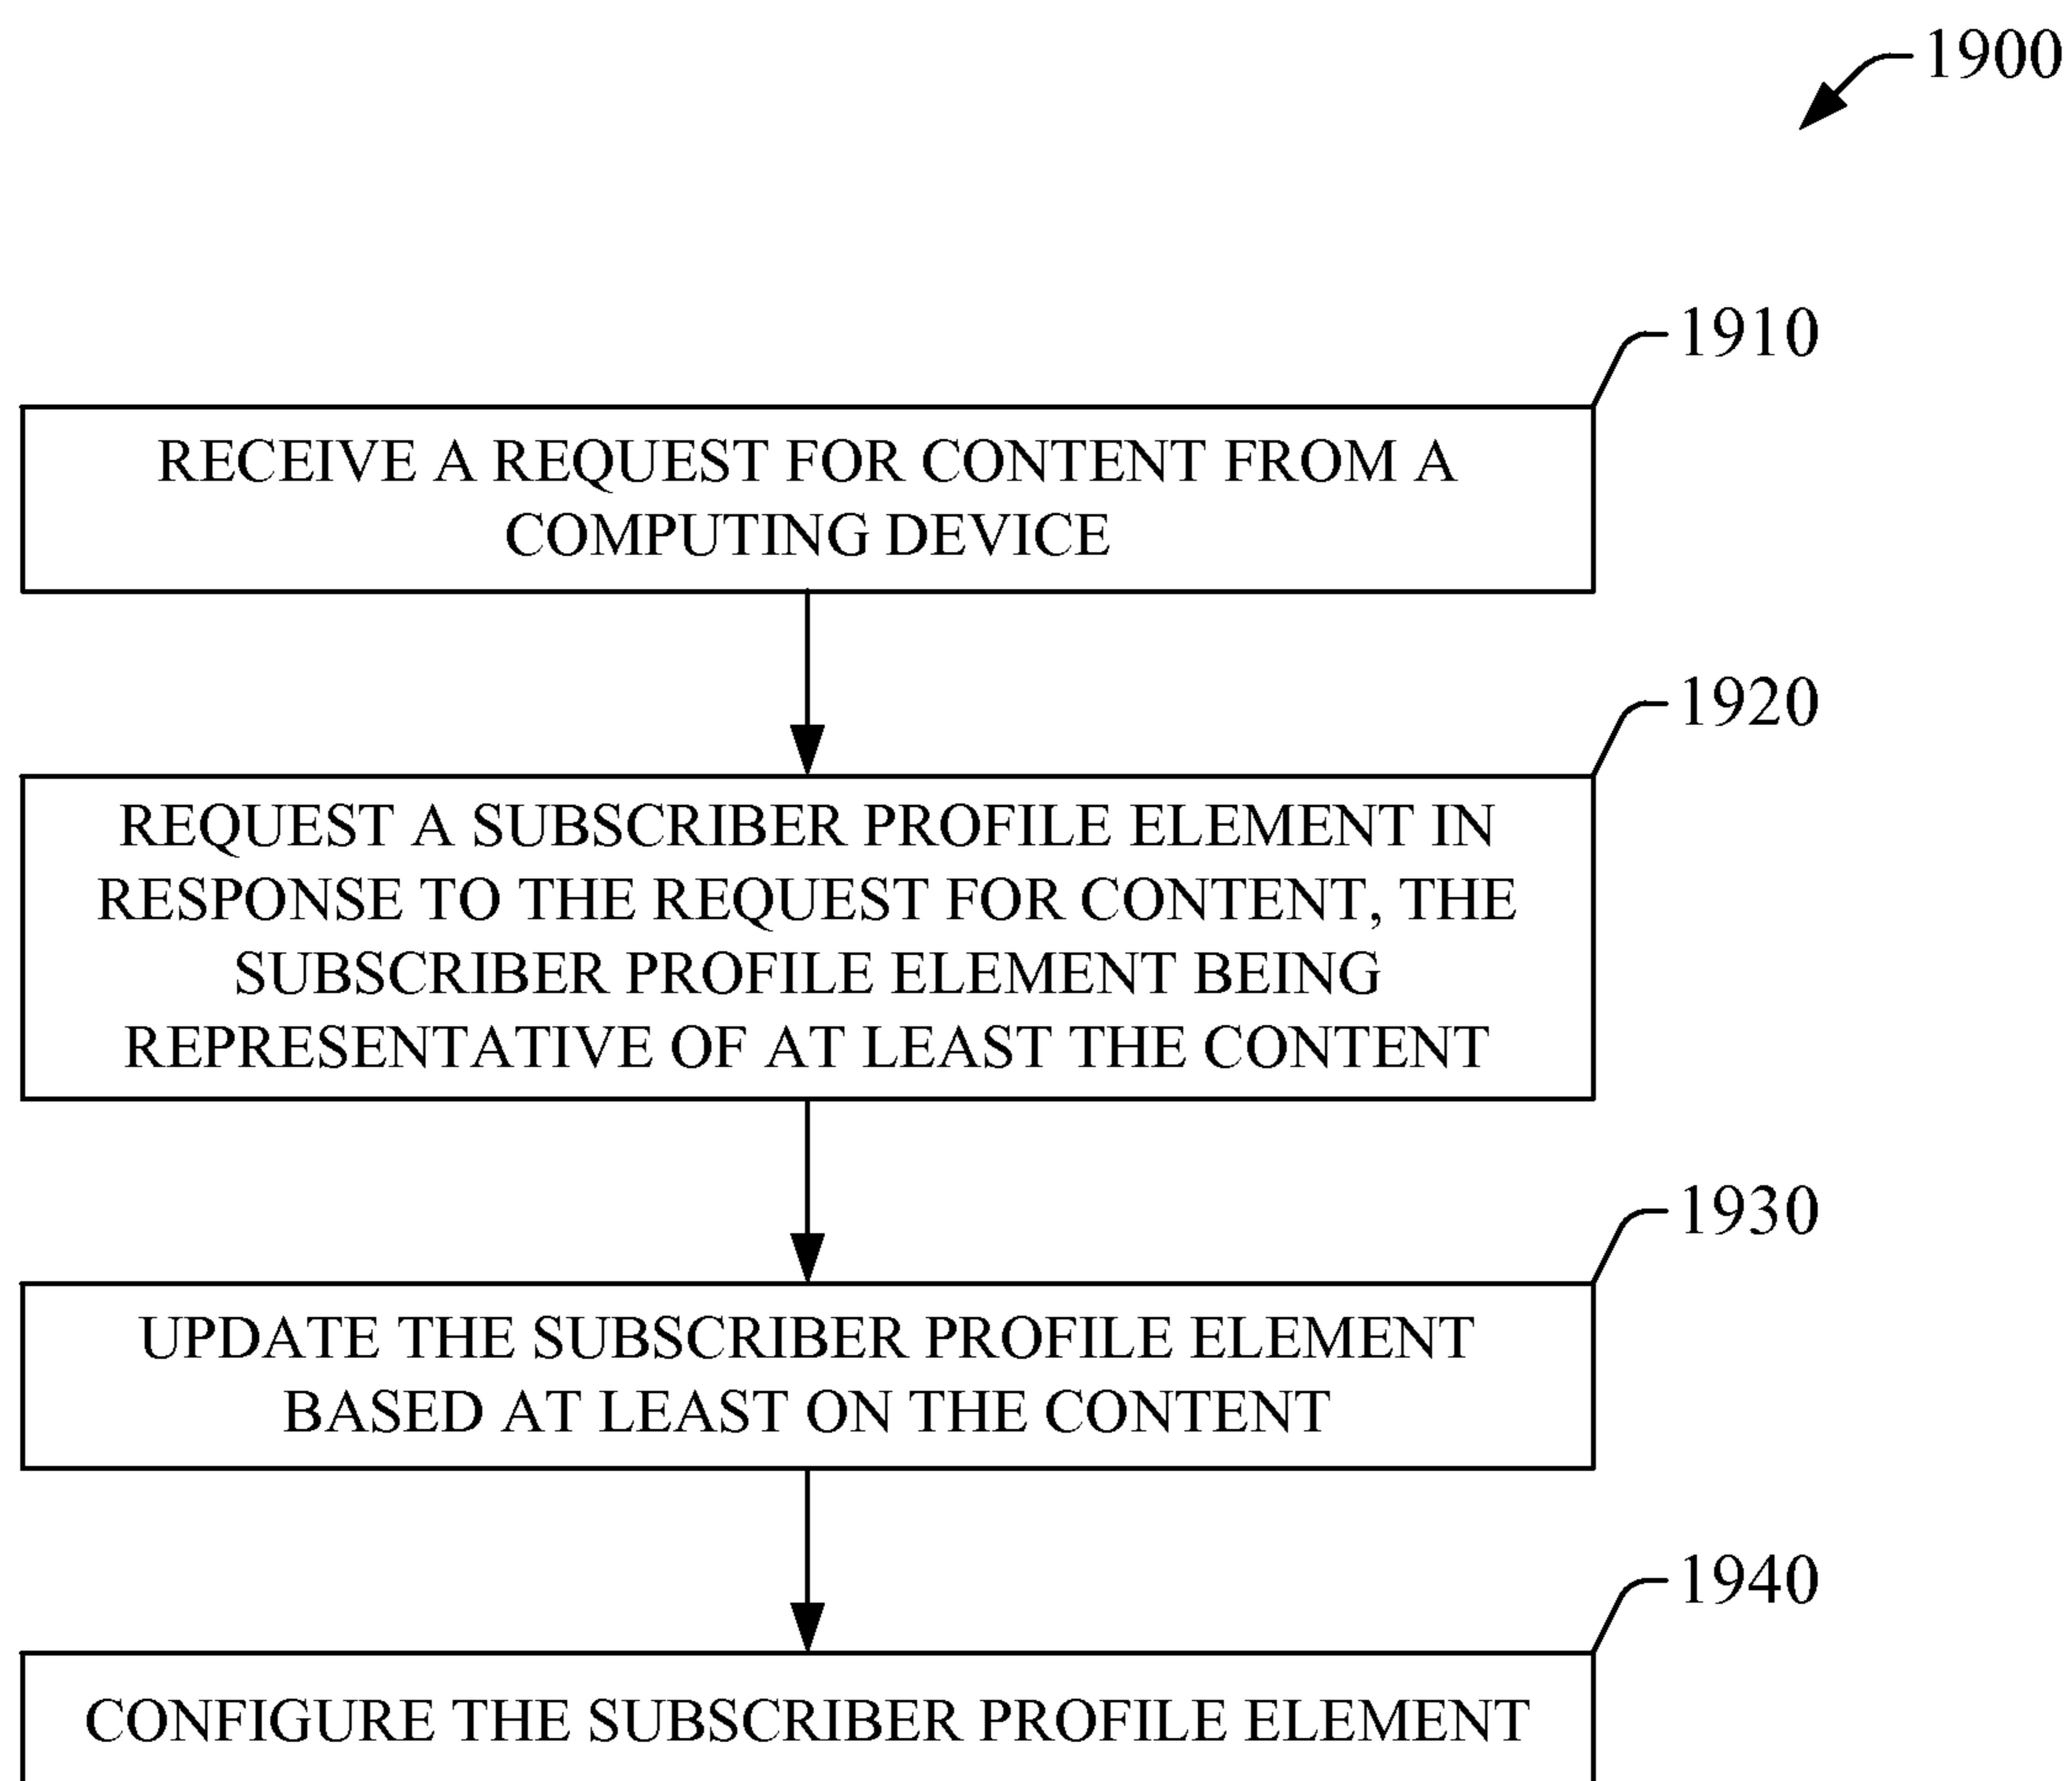 1900
1910
RECEIVE A REQUEST FOR CONTENT FROM A
COMPUTING DEVICE
1920
REQUEST A SUBSCRIBER PROFILE ELEMENT IN
RESPONSE TO THE REQUEST FOR CONTENT, THE
SUBSCRIBER PROFILE ELEMENT BEING
REPRESENTATIVE OF AT LEAST THE CONTENT
1930
UPDATE THE SUBSCRIBER PROFILE ELEMENT
BASED AT LEAST ON THE CONTENT
1940
CONFIGURE THE SUBSCRIBER PROFILE ELEMENT